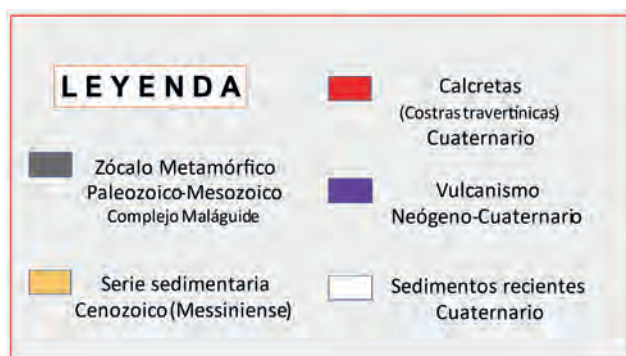 LEYENDA
Zócalo Metamórfico
Paleozoico-Mesozoico
Complejo Maláguide
Serie sedimentaria
Cenozoico (Messiniense)
Calcretas
(Costras travertínicas)
Cuaternario
Vulcanismo
Neógeno-Cuaternario
Sedimentos recientes
Cuaternario